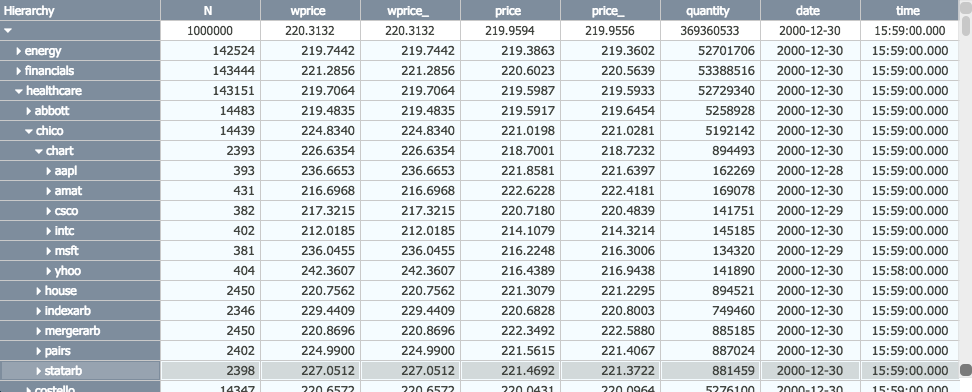 Hierarchy N wprice wprice_ price price_ quantity date time
1000000 220.3132 220.3132 219.9594 219.9556 369360533 2000-12-30 15:59:00.000
energy 142524 219.7442 219.7442 219.3863 219.3602 52701706 2000-12-30 15:59:00.000
financials 143444 221.2856 221.2856 220.6023 220.5639 53388516 2000-12-30 15:59:00.000
healthcare 143151 219.7064 219.7064 219.5987 219.5933 52729340 2000-12-30 15:59:00.000
abbott 14483 219.4835 219.4835 219.5917 219.6454 5258928 2000-12-30 15:59:00.000
chico 14439 224.8340 224.8340 221.0198 221.0281 5192142 2000-12-30 15:59:00.000
chart 2393 226.6354 226.6354 218.7001 218.7232 894493 2000-12-30 15:59:00.000
aapl 393 236.6653 236.6653 221.8581 221.6397 162269 2000-12-28 15:59:00.000
amat 431 216.6968 216.6968 222.6228 222.4181 169078 2000-12-30 15:59:00.000
csco 382 217.3215 217.3215 220.7180 220.4839 141751 2000-12-29 15:59:00.000
intc 402 212.0185 212.0185 214.1079 214.3214 145185 2000-12-30 15:59:00.000
msft 381 236.0455 236.0455 216.2248 216.3006 134320 2000-12-29 15:59:00.000
yhoo 404 242.3607 242.3607 216.4389 216.9438 141890 2000-12-30 15:58:00.000
house 2450 220.7562 220.7562 221.3079 221.2295 894521 2000-12-30 15:59:00.000
indexarb 2346 229.4409 229.4409 220.6828 220.8003 749460 2000-12-30 15:59:00.000
mergerarb 2450 220.8696 220.8696 222.3492 222.5880 885185 2000-12-30 15:59:00.000
pairs 2402 224.9900 224.9900 221.5615 221.4067 887024 2000-12-30 15:59:00.000
statarb 2398 227.0512 227.0512 221.4692 221.3722 881459 2000-12-30 15:59:00.000
costello 14347 220.6572 220.6572 220.0431 220.0964 5276100 2000-12-30 15:59:00.000